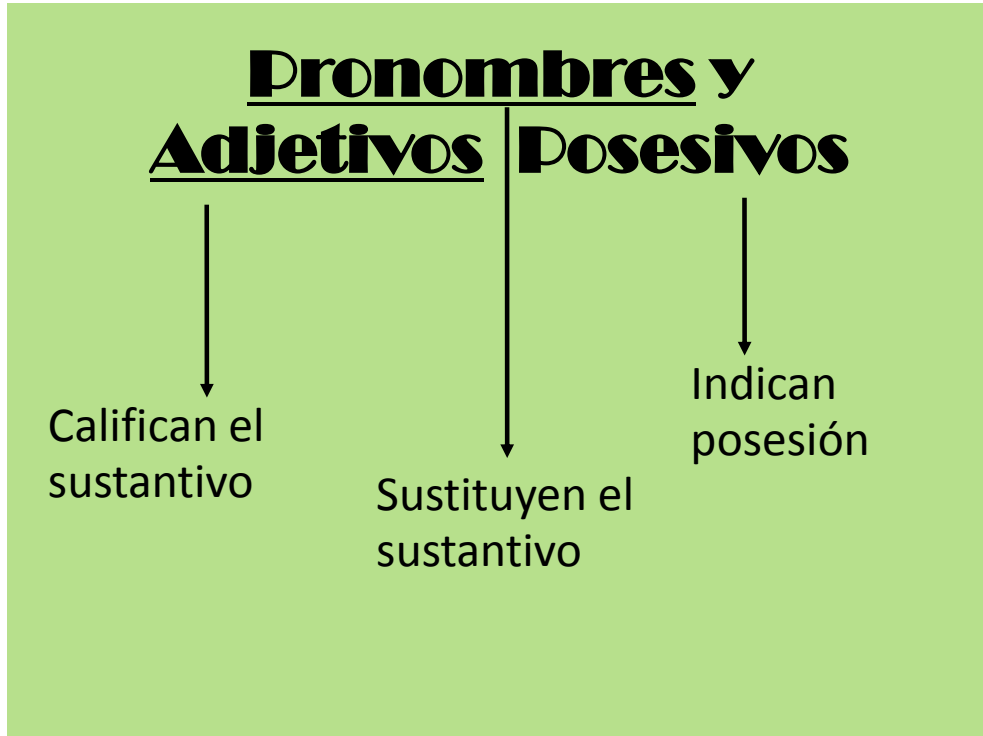 Pronombres y
Adjetivos Posesivos
Califican el
sustantivo
Sustituyen el
sustantivo
Indican
posesión